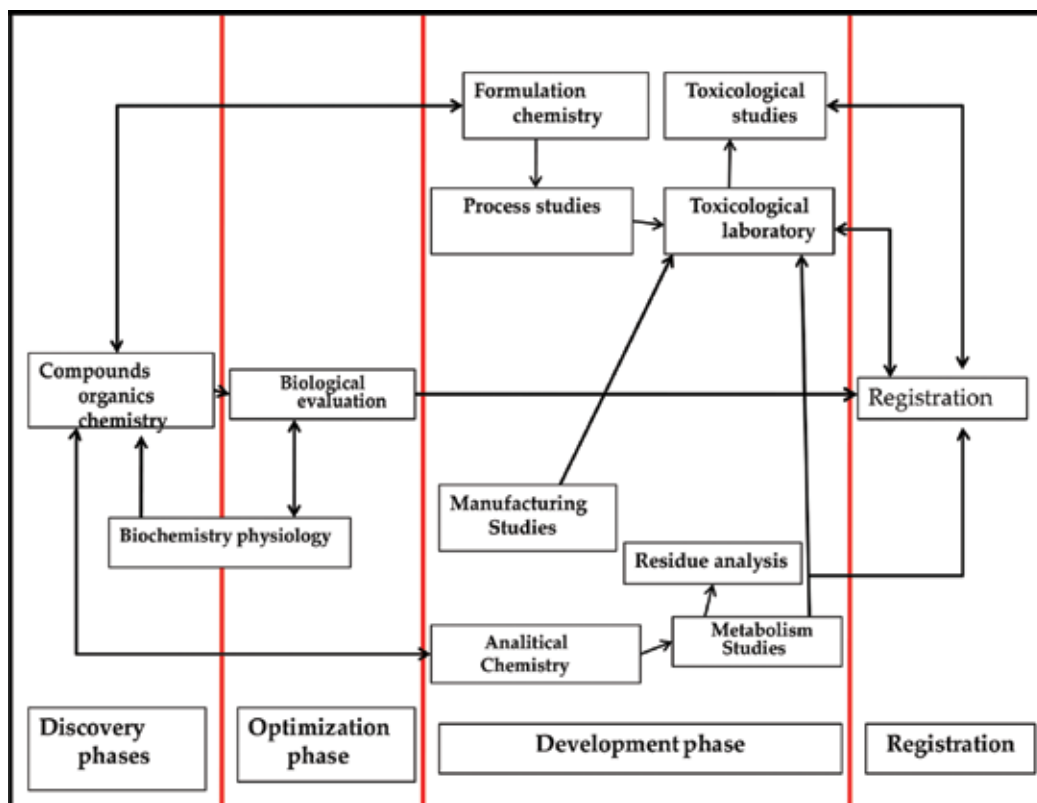 Formulation
chemistry
Toxicological
studies
Process studies
Toxicological
laboratory
Compounds
organics
chemistry
Biological
evaluation
Registration
Manufacturing
Studies
Biochemistry physiology
Residue analysis
Analitical
Chemistry
Metabolism
Studies
Discovery
phases
Optimization
phase
Development phase
Registration